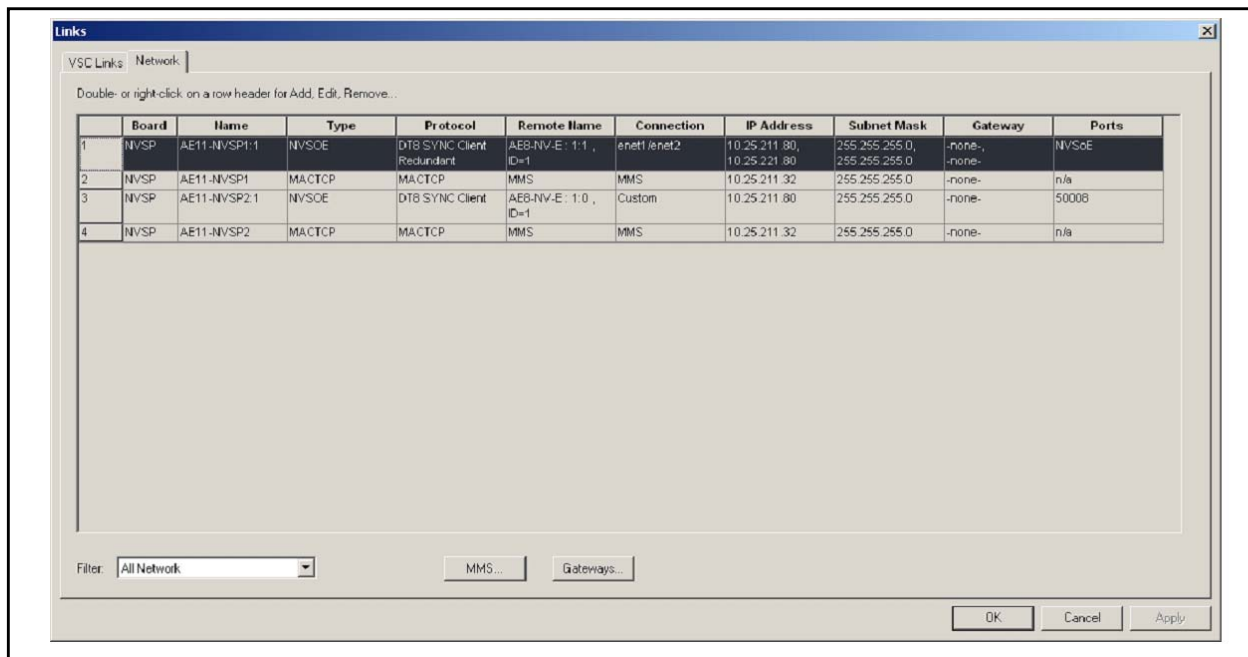 Links
VSC Links Network
Double- or right-click on a row header for Add, Edit, Remove...
Board Name Type Protocol Remote Name Connection IP Address Subnet Mask Gateway Ports
1 NVSP AE11-NVSP1:1 NVSOE DT8 SYNC Client Redundant AE8-NV-E : 1:1 , ID=1 enet1/enet2 10.25.211.80, 10.25.221.80 255.255.255.0, 255.255.255.0 -none-, -none- NVSoE
2 NVSP AE11-NVSP1 MACTCP MACTCP MMS MMS 10.25.211.32 255.255.255.0 -none- n/a
3 NVSP AE11-NVSP2:1 NVSOE DT8 SYNC Client AE8-NV-E : 1:0 , ID=1 Custom 10.25.211.80 255.255.255.0 -none- 50008
4 NVSP AE11-NVSP2 MACTCP MACTCP MMS MMS 10.25.211.32 255.255.255.0 -none- n/a
Filter: All Network MMS... Gateways...
OK Cancel Apply